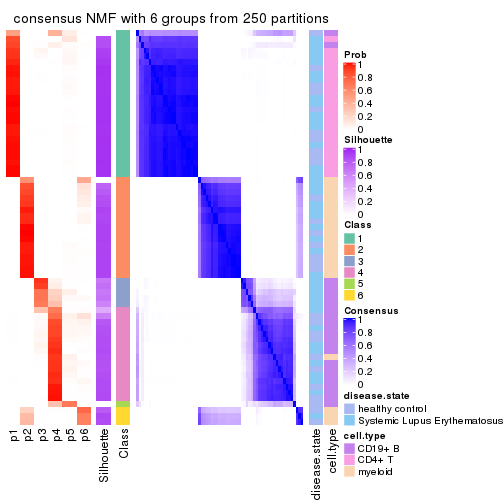 consensus NMF with 6 groups from 250 partitions
p1
p2
p3
p4
p5
p6
Silhouette
Class
disease.state
cell.type
Prob
1
0.8
0.6
0.4
0.2
0
Silhouette
1
0.8
0.6
0.4
0.2
0
Class
1
2
3
4
5
6
Consensus
1
0.8
0.6
0.4
0.2
0
disease.state
healthy control
Systemic Lupus Erythematosus
cell.type
CD19+ B
CD4+ T
myeloid